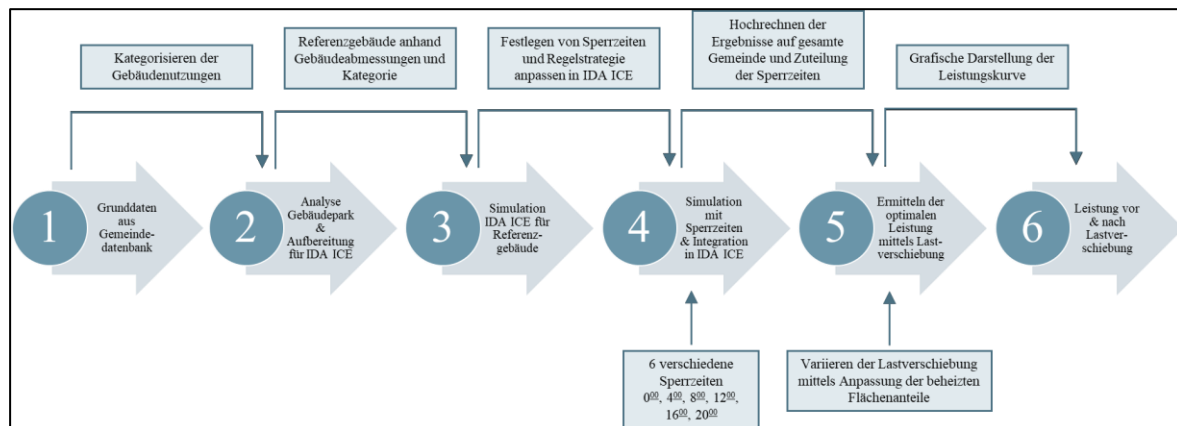 Kategorisieren der
Gebäudenutzungen
Referenzgebäude anhand
Gebäudeabmessungen und
Kategorie
Festlegen von Sperrzeiten
und Regelstrategie
anpassen in IDA ICE
Hochrechnen der
Ergebnisse auf gesamte
Gemeinde und Zuteilung
der Sperrzeiten
Grafische Darstellung der
Leistungskurve
1
Grunddaten
aus
Gemeinde-
datenbank
2
Analyse
Gebäudepark
&
Aufbereitung
für IDA ICE
3
Simulation
IDA ICE für
Referenz-
gebäude
4
Simulation
mit
Sperrzeiten
& Integration
in IDA ICE
5
Ermitteln der
optimalen
Leistung
mittels Last-
verschiebung
6
Leistung vor
& nach
Lastver-
schiebung
6 verschiedene
Sperrzeiten
0⁰⁰, 4⁰⁰, 8⁰⁰, 12⁰⁰,
16⁰⁰, 20⁰⁰
Variieren der Lastverschiebung
mittels Anpassung der beheizten
Flächenanteile